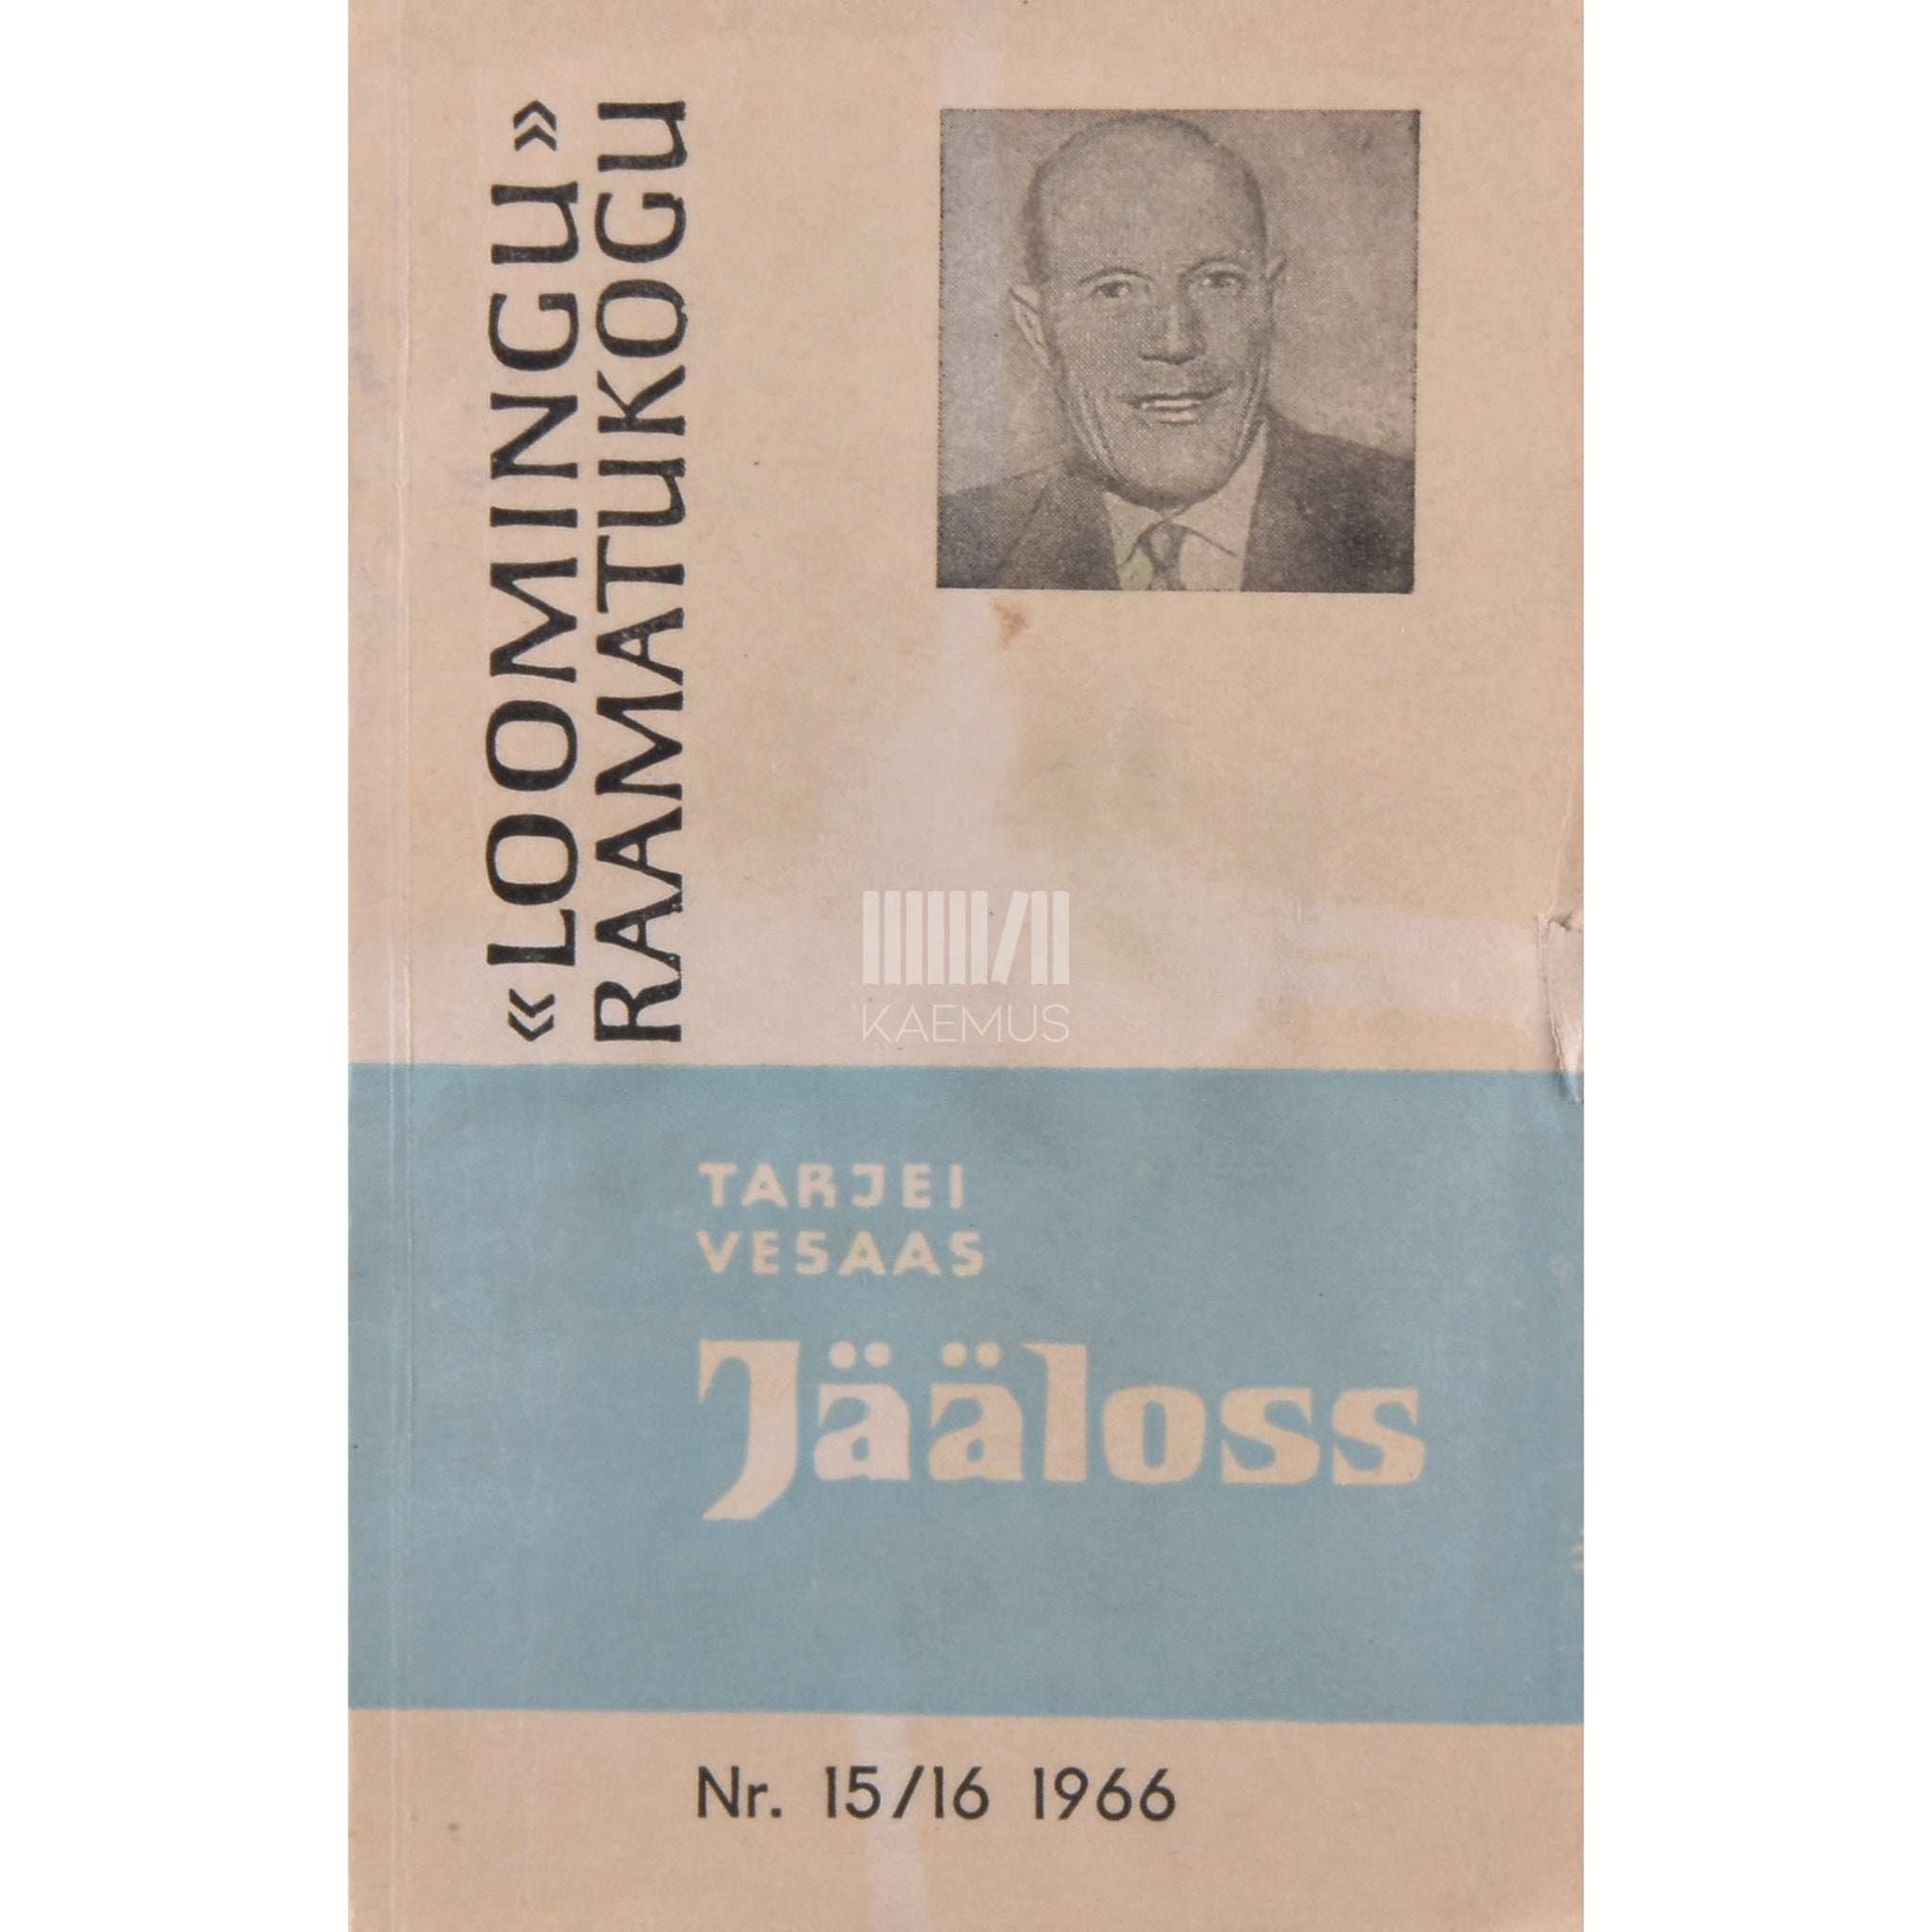 «LOOMINGU»
RAAMATUKOGU
KAEMUS
TARJEI
VESAAS
Jääloss
Nr. 15/16 1966